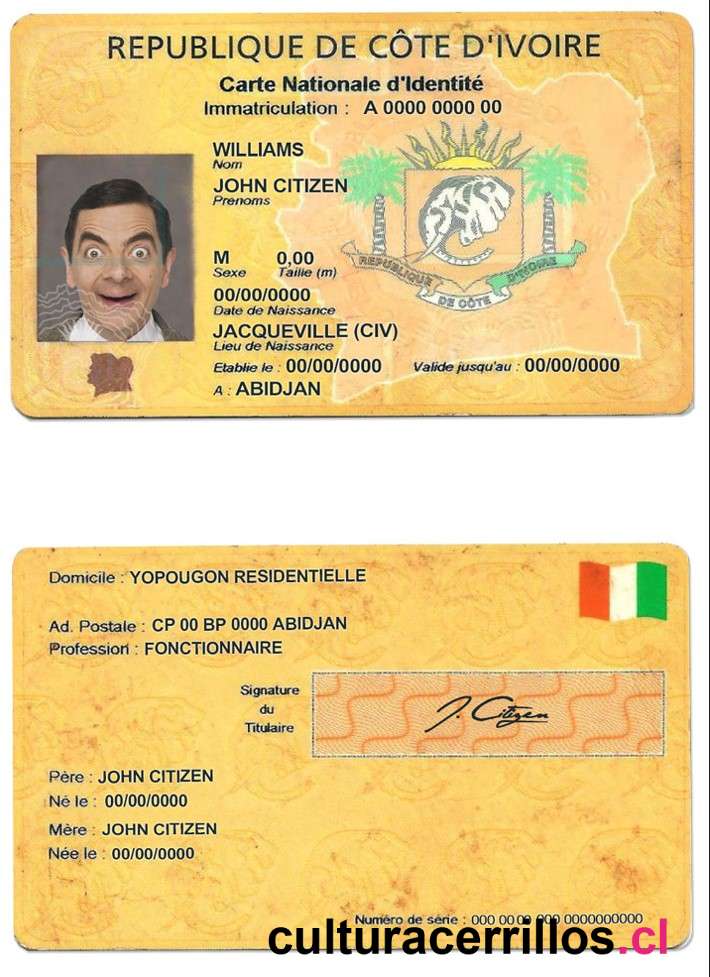 REPUBLIQUE DE CÔTE D'IVOIRE
Carte Nationale d'Identité
Immatriculation : A 0000 0000 00
WILLIAMS
Nom
JOHN CITIZEN
Prenoms
M 0,00
Sexe Taille (m)
00/00/0000
Date de Naissance
JACQUEVILLE (CIV)
Lieu de Naissance
Etablie le : 00/00/0000 Valide jusqu'au : 00/00/0000
A : ABIDJAN
REPUBLIQUE DE CÔTE D'IVOIRE
Domicile : YOPOUGON RESIDENTIELLE
Ad. Postale : CP 00 BP 0000 ABIDJAN
Profession : FONCTIONNAIRE
Signature
du
Titulaire
J. Citizen
Père : JOHN CITIZEN
Né le : 00/00/0000
Mère : JOHN CITIZEN
Née le : 00/00/0000
Numéro de série : 000 00 00 000 0000000000
culturacerrillos.cl